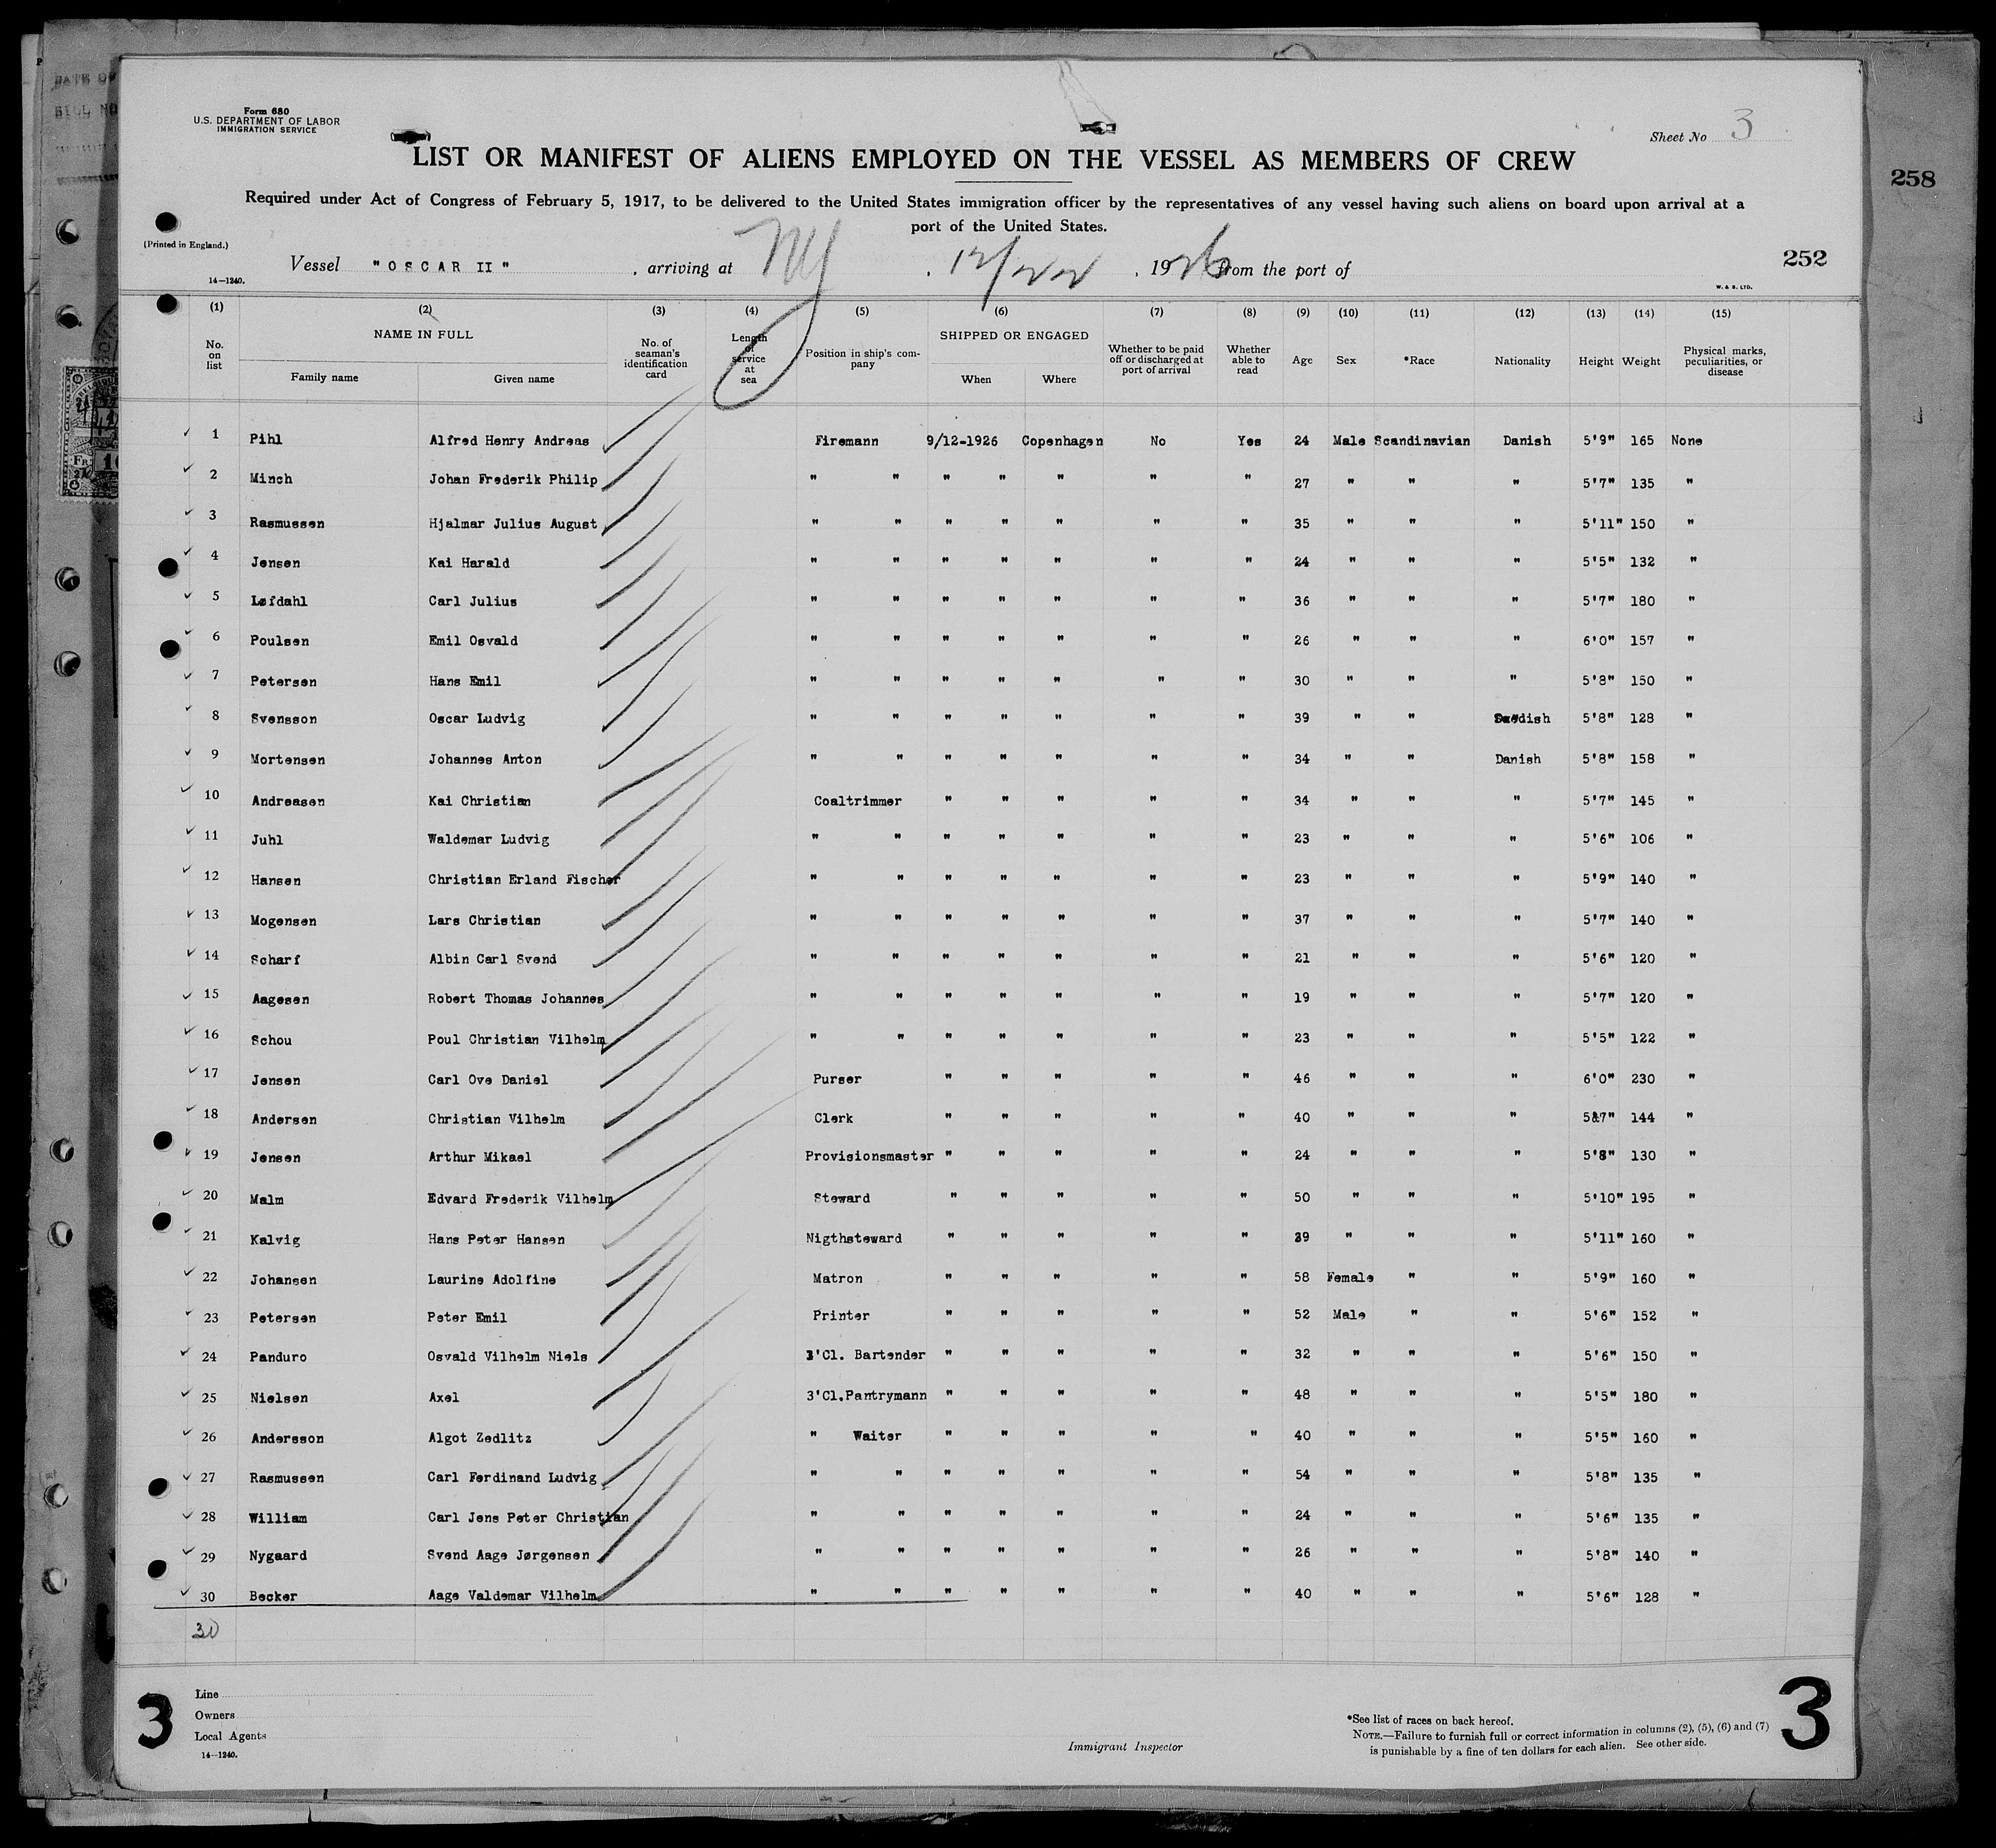 DATE OF
BILL NO
Form 680
U.S. DEPARTMENT OF LABOR
IMMIGRATION SERVICE
Sheet No 3
LIST OR MANIFEST OF ALIENS EMPLOYED ON THE VESSEL AS MEMBERS OF CREW
258
Required under Act of Congress of February 5, 1917, to be delivered to the United States immigration officer by the representatives of any vessel having such aliens on board upon arrival at a
port of the United States.
(Printed in England.)
Vessel "OSCAR II" , arriving at NY , 12/22 , 1926 from the port of
252
14—1240.
W. & S. LTD.
(1) (2) (3) (4) (5) (6) (7) (8) (9) (10) (11) (12) (13) (14) (15)
No. on list NAME IN FULL Family name Given name No. of seaman's identification card Length of service at sea Position in ship's company SHIPPED OR ENGAGED When Where Whether to be paid off or discharged at port of arrival Whether able to read Age Sex *Race Nationality Height Weight Physical marks, peculiarities, or disease
1 Pihl Alfred Henry Andreas Firemann 9/12-1926 Copenhagen No Yes 24 Male Scandinavian Danish 5'9" 165 None
2 Minch Johan Frederik Philip " " " " " " " 27 " " " 5'7" 135 "
3 Rasmussen Hjalmar Julius August " " " " " " " 35 " " " 5'11" 150 "
4 Jensen Kai Harald " " " " " " " 24 " " " 5'5" 132 "
5 Løfdahl Carl Julius " " " " " " " 36 " " " 5'7" 180 "
6 Poulsen Emil Osvald " " " " " " " 26 " " " 6'0" 157 "
7 Petersen Hans Emil " " " " " " " 30 " " " 5'8" 150 "
8 Svensson Oscar Ludvig " " " " " " " 39 " " Swedish 5'8" 128 "
9 Mortensen Johannes Anton " " " " " " " 34 " " Danish 5'8" 158 "
10 Andreasen Kai Christian Coaltrimmer " " " " " 34 " " " 5'7" 145 "
11 Juhl Waldemar Ludvig " " " " " " " 23 " " " 5'6" 106 "
12 Hansen Christian Erland Fischer " " " " " " " 23 " " " 5'9" 140 "
13 Mogensen Lars Christian " " " " " " " 37 " " " 5'7" 140 "
14 Scharf Albin Carl Svend " " " " " " " 21 " " " 5'6" 120 "
15 Aagesen Robert Thomas Johannes " " " " " " " 19 " " " 5'7" 120 "
16 Schou Poul Christian Vilhelm " " " " " " " 23 " " " 5'5" 122 "
17 Jensen Carl Ove Daniel Purser " " " " " 46 " " " 6'0" 230 "
18 Andersen Christian Vilhelm Clerk " " " " " 40 " " " 5&7" 144 "
19 Jensen Arthur Mikael Provisionsmaster " " " " " 24 " " " 5'8" 130 "
20 Malm Edvard Frederik Vilhelm Steward " " " " " 50 " " " 5'10" 195 "
21 Kalvig Hans Peter Hansen Nigthsteward " " " " " 39 " " " 5'11" 160 "
22 Johansen Laurine Adolfine Matron " " " " " 58 Female " " 5'9" 160 "
23 Petersen Peter Emil Printer " " " " " 52 Male " " 5'6" 152 "
24 Panduro Osvald Vilhelm Niels 3'Cl. Bartender " " " " " 32 " " " 5'6" 150 "
25 Nielsen Axel 3'Cl.Pantrymann " " " " " 48 " " " 5'5" 180 "
26 Andersson Algot Zedlitz " Waiter " " " " " 40 " " " 5'5" 160 "
27 Rasmussen Carl Ferdinand Ludvig " " " " " " " 54 " " " 5'8" 135 "
28 William Carl Jens Peter Christian " " " " " " " 24 " " " 5'6" 135 "
29 Nygaard Svend Aage Jørgensen " " " " " " " 26 " " " 5'8" 140 "
30 Becker Aage Valdemar Vilhelm " " " " " " " 40 " " " 5'6" 128 "
30
3
Line
Owners
Local Agents
14—1240.
Immigrant Inspector
*See list of races on back hereof.
NOTE.—Failure to furnish full or correct information in columns (2), (5), (6) and (7)
is punishable by a fine of ten dollars for each alien. See other side.
3